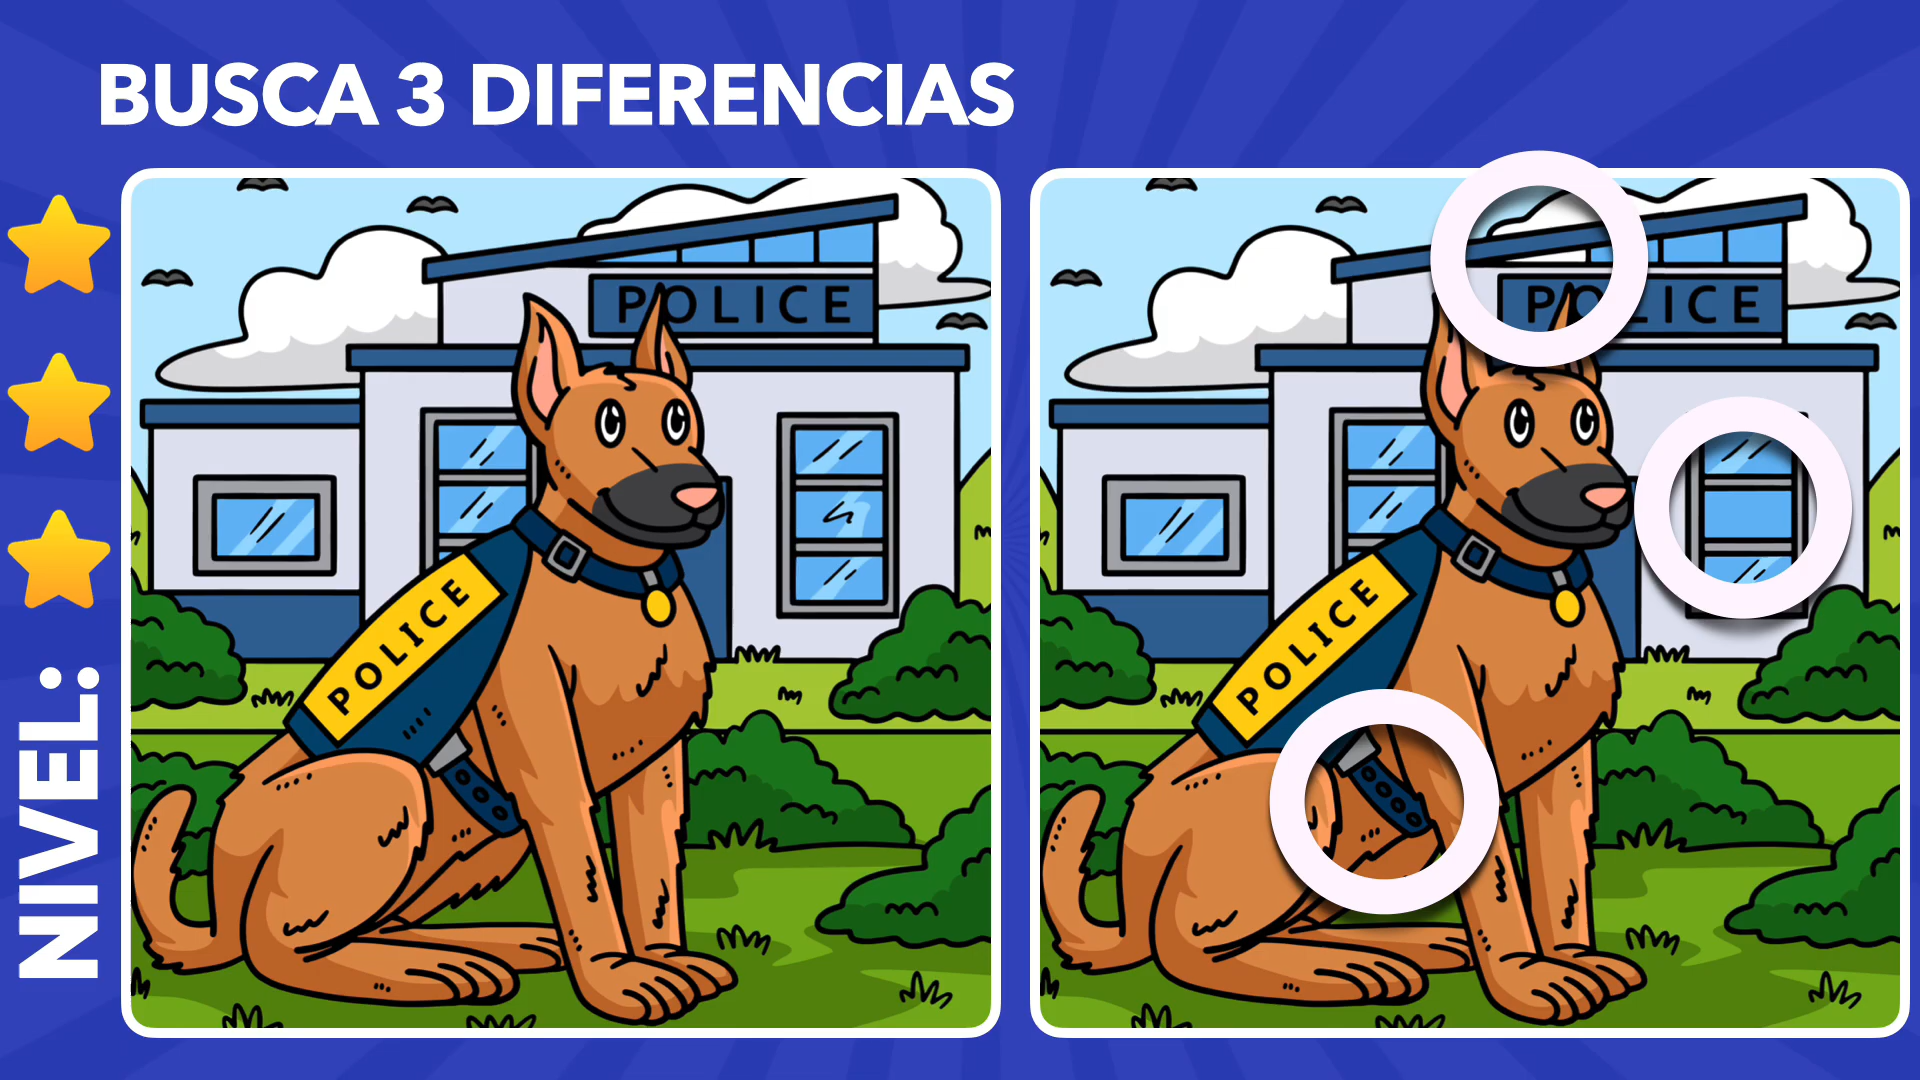 BUSCA 3 DIFERENCIAS
NIVEL:
POLICE
POLICE
POLICE
POLICE